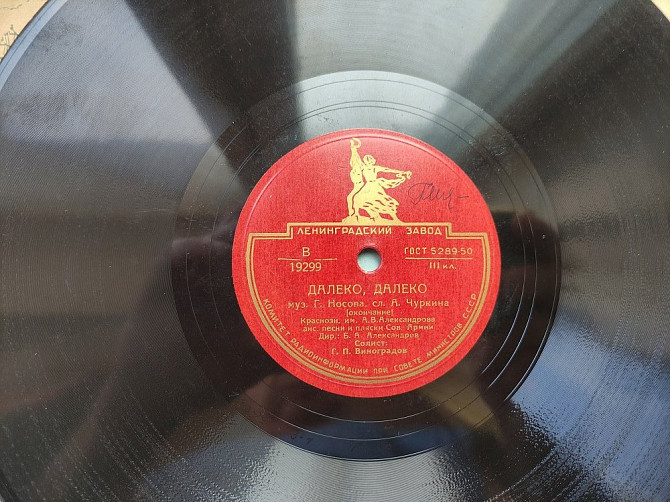 ЛЕНИНГРАДСКИЙ ЗАВОД
В
19299
ГОСТ 5289-50
III кл.
ДАЛЕКО, ДАЛЕКО
муз. Г. Носова, сл. А. Чуркина
(окончание)
Краснозн. им. А.В.Александрова
анс. песни и пляски Сов. Армии
Дир.: Б. А. Александров
Солист:
Г. П. Виноградов
КОМИТЕТ РАДИОИНФОРМАЦИИ ПРИ СОВЕТЕ МИНИСТРОВ СССР